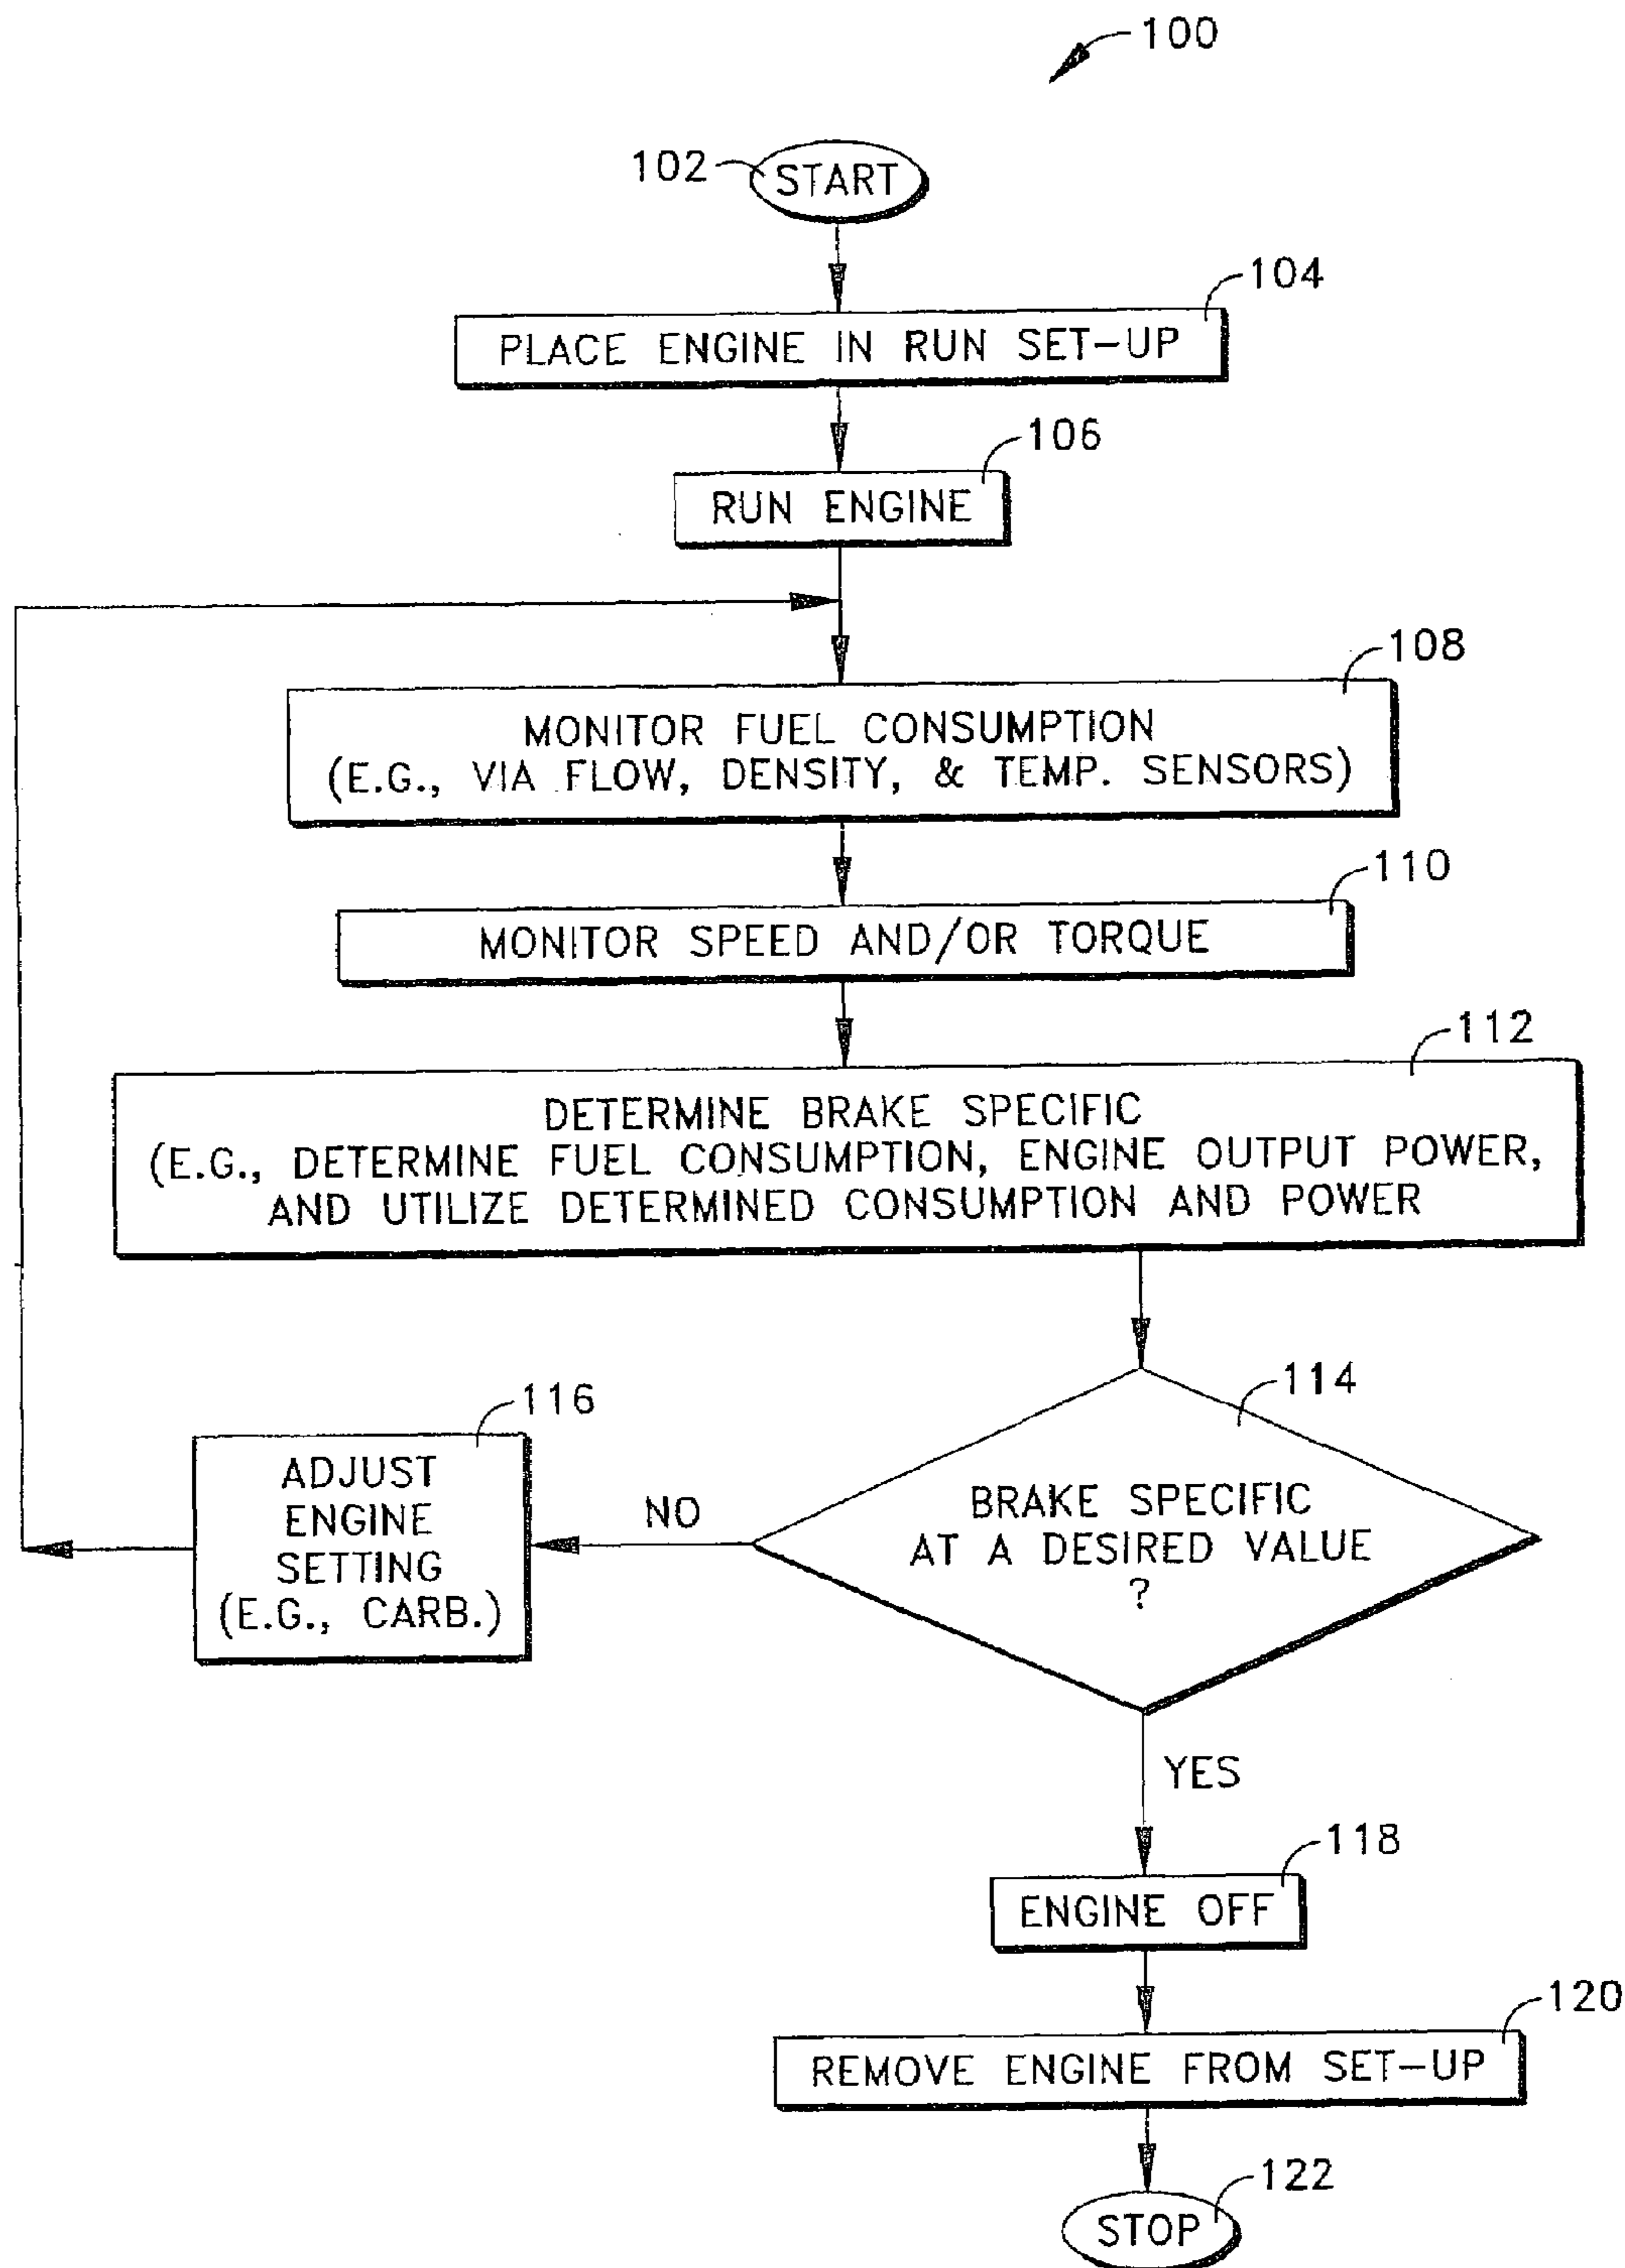 100
102
START
104
PLACE ENGINE IN RUN SET-UP
106
RUN ENGINE
108
MONITOR FUEL CONSUMPTION
(E.G., VIA FLOW, DENSITY, & TEMP. SENSORS)
110
MONITOR SPEED AND/OR TORQUE
112
DETERMINE BRAKE SPECIFIC
(E.G., DETERMINE FUEL CONSUMPTION, ENGINE OUTPUT POWER,
AND UTILIZE DETERMINED CONSUMPTION AND POWER
114
BRAKE SPECIFIC
AT A DESIRED VALUE
?
NO
116
ADJUST
ENGINE
SETTING
(E.G., CARB.)
YES
118
ENGINE OFF
120
REMOVE ENGINE FROM SET-UP
122
STOP